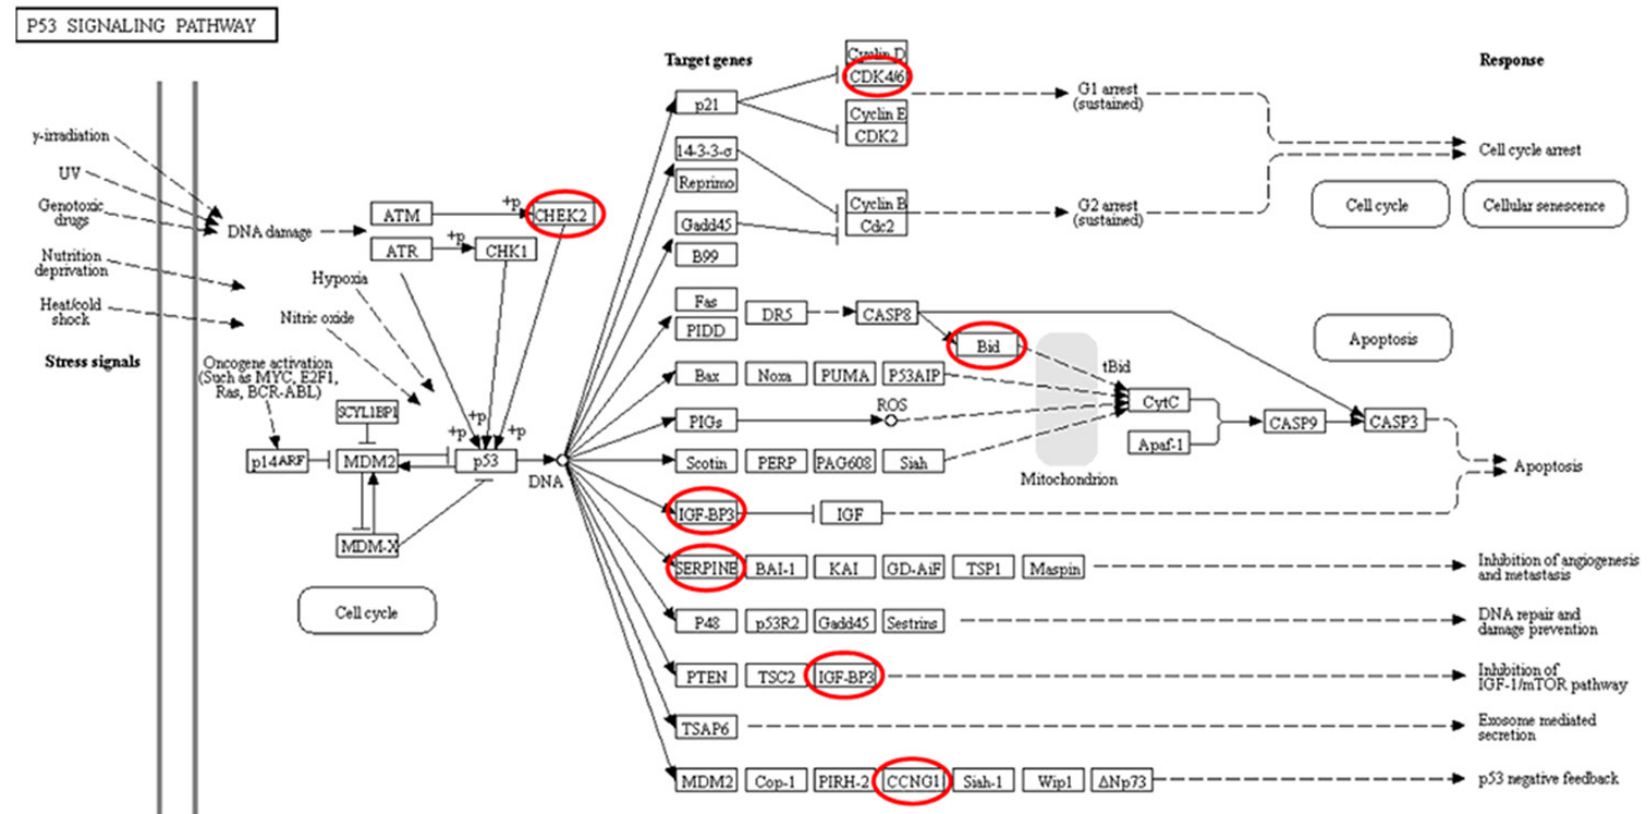 P53 SIGNALING PATHWAY
Target genes
Response
Cyclin D
CDK4/6
p21
G1 arrest
(sustained)
Cyclin E
CDK2
γ-irradiation
14-3-3-σ
Cell cycle arrest
UV
Reprimo
Genotoxic
drugs
ATM
+p
CHEK2
Cyclin B
Cdc2
G2 arrest
(sustained)
Cell cycle
Cellular senescence
DNA damage
Gadd45
ATR
+p
CHK1
B99
Nutrition
deprivation
Hypoxia
Heat/cold
shock
Nitric oxide
Fas
PIDD
DR5
CASP8
Bid
Apoptosis
Stress signals
Oncogene activation
(Such as MYC, E2F1,
Ras, BCR-ABL)
Bax
Noxa
PUMA
P53AIP
tBid
CytC
ROS
SCYL1BP1
+p
+p
+p
PIGs
CASP9
CASP3
Apaf-1
p14ARF
MDM2
p53
DNA
Scotin
PERP
PAG608
Siah
Mitochondrion
Apoptosis
IGF-BP3
IGF
MDM-X
SERPINE
BAI-1
KAI
GD-AiF
TSP1
Maspin
Inhibition of angiogenesis
and metastasis
Cell cycle
P48
p53R2
Gadd45
Sestrins
DNA repair and
damage prevention
PTEN
TSC2
IGF-BP3
Inhibition of
IGF-1/mTOR pathway
TSAP6
Exosome mediated
secretion
MDM2
Cop-1
PIRH-2
CCNG1
Siah-1
Wip1
ΔNp73
p53 negative feedback